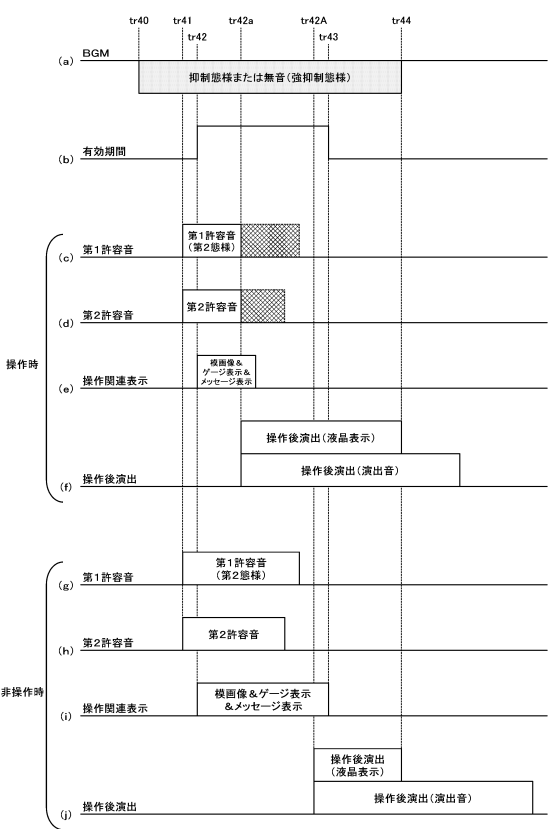 tr40 tr41 tr42a tr42A tr44
tr42 tr43
(a) BGM
抑制態様または無音(強抑制態様)
(b) 有効期間
操作時
(c) 第1許容音
第1許容音
(第2態様)
(d) 第2許容音
第2許容音
(e) 操作関連表示
模画像&
ゲージ表示&
メッセージ表示
(f) 操作後演出
操作後演出(液晶表示)
操作後演出(演出音)
非操作時
(g) 第1許容音
第1許容音
(第2態様)
(h) 第2許容音
第2許容音
(i) 操作関連表示
模画像&ゲージ表示
&メッセージ表示
(j) 操作後演出
操作後演出
(液晶表示)
操作後演出(演出音)